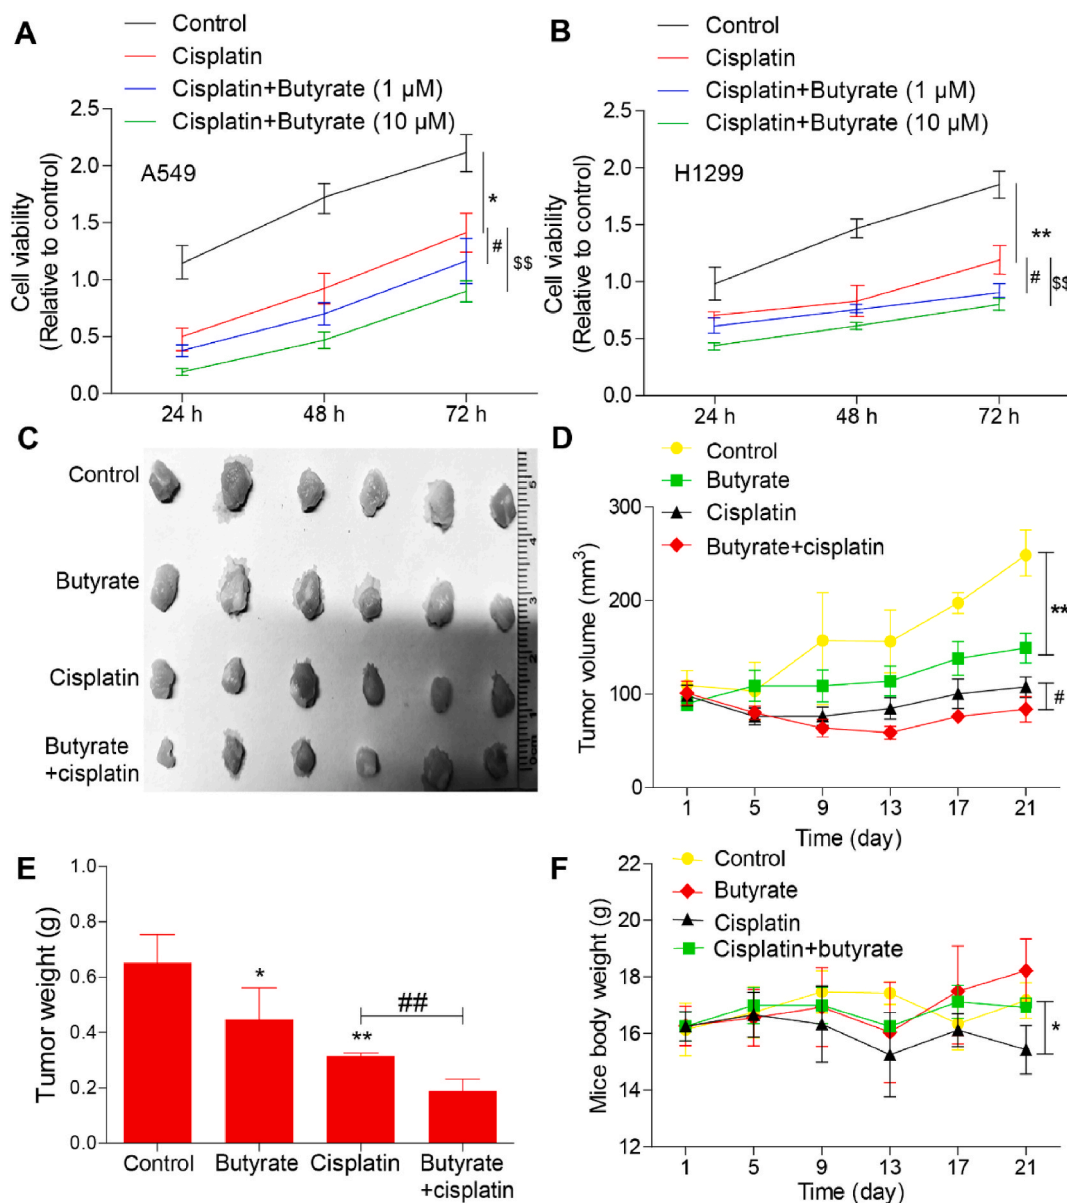 A
Control
Cisplatin
Cisplatin+Butyrate (1 μM)
Cisplatin+Butyrate (10 μM)
A549
Cell viability
(Relative to control)
2.5
2.0
1.5
1.0
0.5
0.0
24 h
48 h
72 h
*
#
$$
B
Control
Cisplatin
Cisplatin+Butyrate (1 μM)
Cisplatin+Butyrate (10 μM)
H1299
Cell viability
(Relative to control)
2.5
2.0
1.5
1.0
0.5
0.0
24 h
48 h
72 h
**
#
$$
C
Control
Butyrate
Cisplatin
Butyrate
+cisplatin
5
4
3
2
1
0cm
D
Control
Butyrate
Cisplatin
Butyrate+cisplatin
Tumor volume (mm³)
300
200
100
0
1
5
9
13
17
21
Time (day)
**
#
E
Tumor weight (g)
1.0
0.8
0.6
0.4
0.2
0.0
*
**
##
Control
Butyrate
Cisplatin
Butyrate
+cisplatin
F
Control
Butyrate
Cisplatin
Cisplatin+butyrate
Mice body weight (g)
22
20
18
16
14
12
1
5
9
13
17
21
Time (day)
*